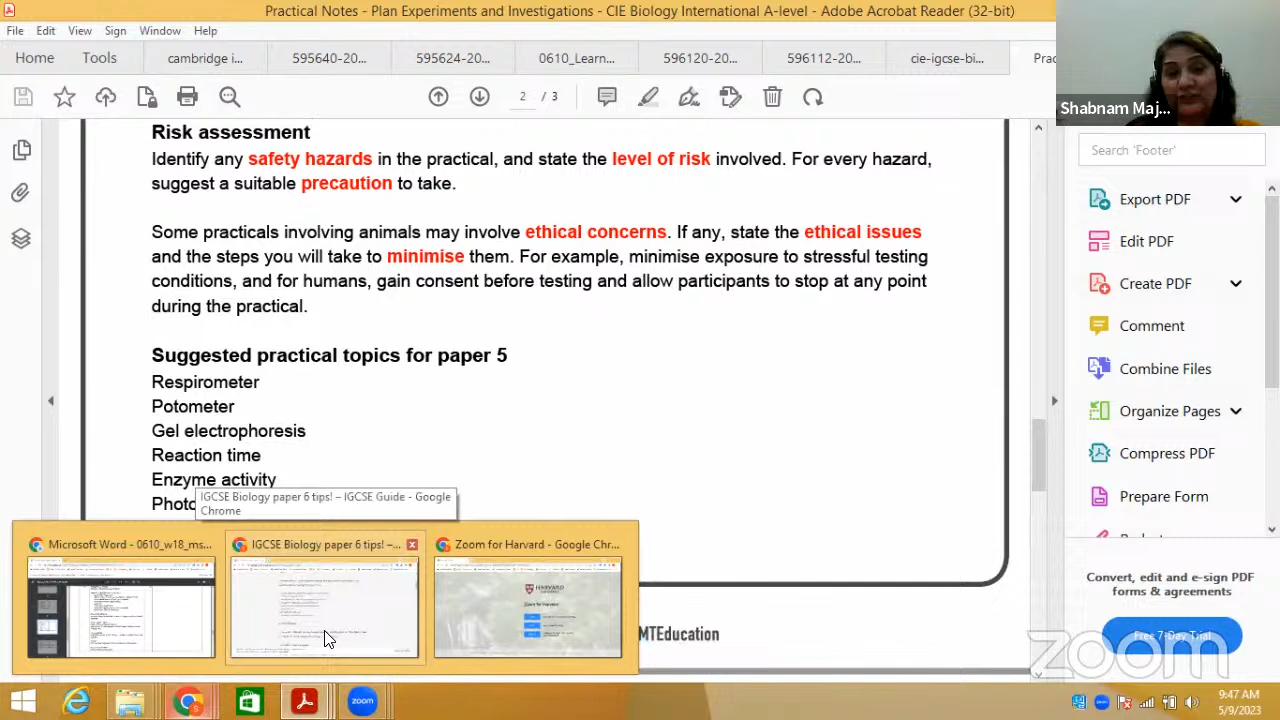 Practical Notes - Plan Experiments and Investigations - CIE Biology International A-level - Adobe Acrobat Reader (32-bit)
File Edit View Sign Window Help
Home Tools cambridge i... 595640-20... 595624-20... 0610_Learn... 596120-20... 596112-20... cie-igcse-bi... Prac
2 / 3
Shabnam Maj...
Search 'Footer'
Export PDF
Edit PDF
Create PDF
Comment
Combine Files
Organize Pages
Compress PDF
Prepare Form
Convert, edit and e-sign PDF
forms & agreements
Free 7-Day Trial
Risk assessment
Identify any safety hazards in the practical, and state the level of risk involved. For every hazard,
suggest a suitable precaution to take.
Some practicals involving animals may involve ethical concerns. If any, state the ethical issues
and the steps you will take to minimise them. For example, minimise exposure to stressful testing
conditions, and for humans, gain consent before testing and allow participants to stop at any point
during the practical.
Suggested practical topics for paper 5
Respirometer
Potometer
Gel electrophoresis
Reaction time
Enzyme activity
Photo
IGCSE Biology paper 6 tips! – IGCSE Guide - Google
Chrome
Microsoft Word - 0610_w18_ms... IGCSE Biology paper 6 tips! –... Zoom for Harvard - Google Chr...
HARVARD
MTEducation
zoom
zoom
9:47 AM
5/9/2023